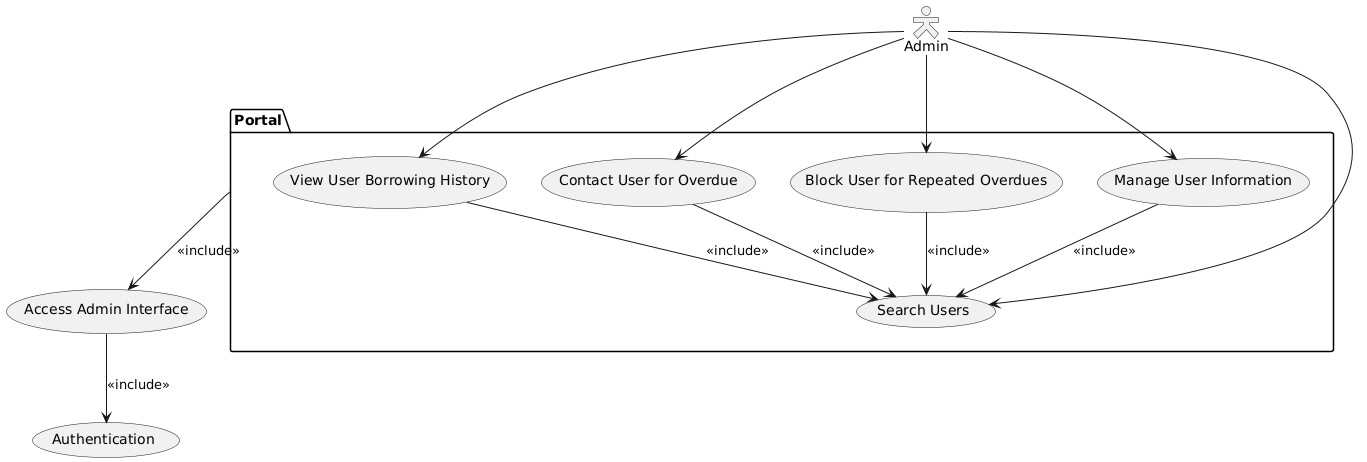 Admin
Portal
View User Borrowing History
Contact User for Overdue
Block User for Repeated Overdues
Manage User Information
«include»
«include»
«include»
«include»
«include»
Access Admin Interface
Search Users
«include»
Authentication